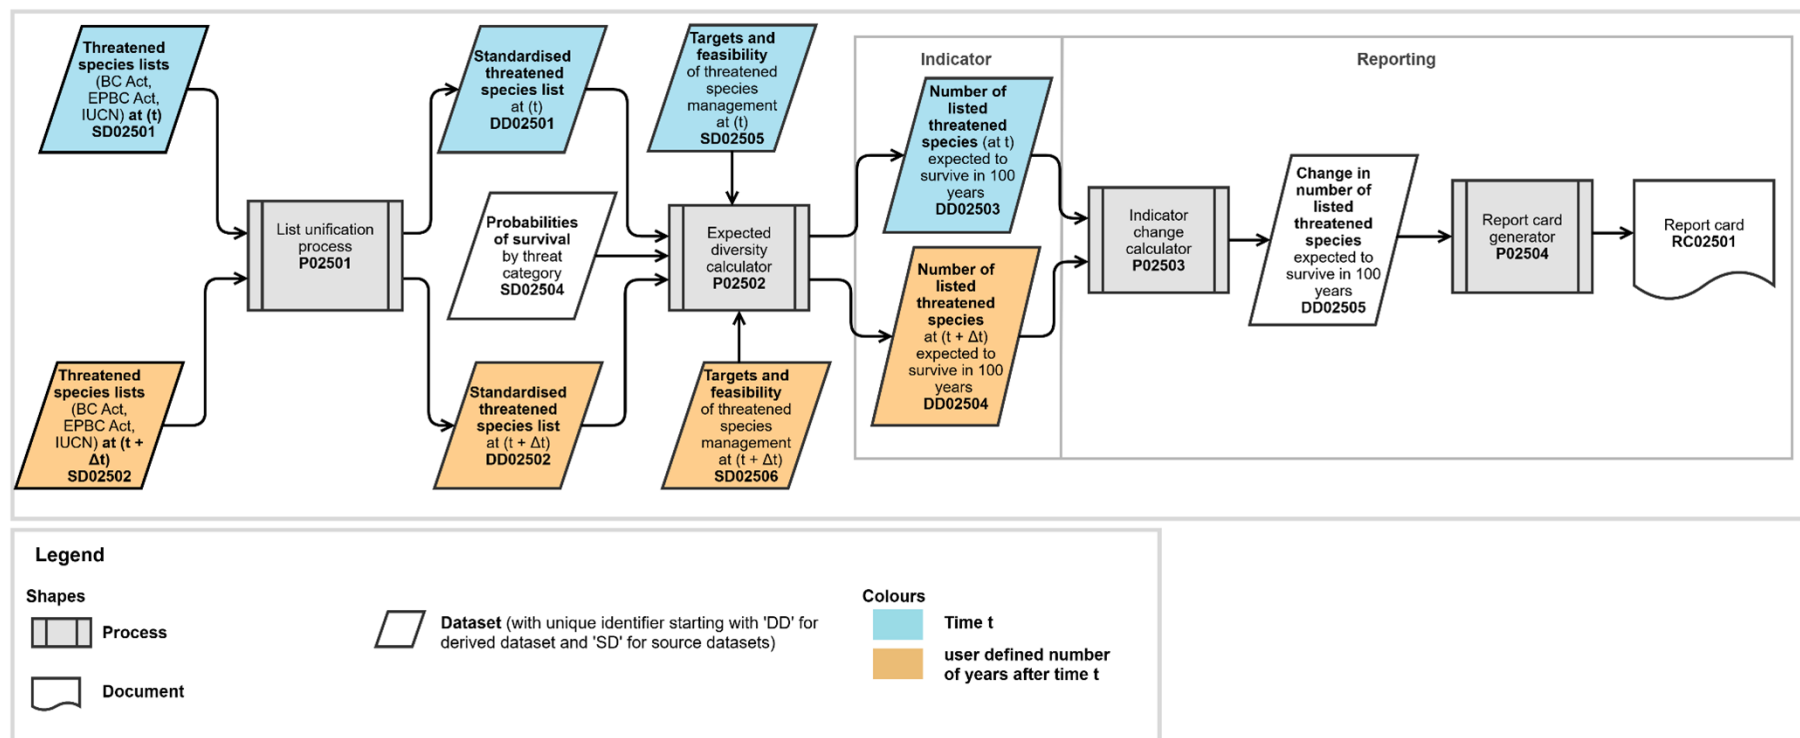 Threatened
species lists
(BC Act,
EPBC Act,
IUCN) at (t)
SD02501
Threatened
species lists
(BC Act,
EPBC Act,
IUCN) at (t +
Δt)
SD02502
List unification
process
P02501
Standardised
threatened
species list
at (t)
DD02501
Probabilities
of survival
by threat
category
SD02504
Standardised
threatened
species list
at (t + Δt)
DD02502
Targets and
feasibility
of threatened
species
management
at (t)
SD02505
Expected
diversity
calculator
P02502
Targets and
feasibility
of threatened
species
management
at (t + Δt)
SD02506
Indicator
Number of
listed
threatened
species (at t)
expected to
survive in 100
years
DD02503
Number of
listed
threatened
species
at (t + Δt)
expected to
survive in 100
years
DD02504
Reporting
Indicator
change
calculator
P02503
Change in
number of
listed
threatened
species
expected to
survive in 100
years
DD02505
Report card
generator
P02504
Report card
RC02501
Legend
Shapes
Process
Document
Dataset (with unique identifier starting with 'DD' for
derived dataset and 'SD' for source datasets)
Colours
Time t
user defined number
of years after time t